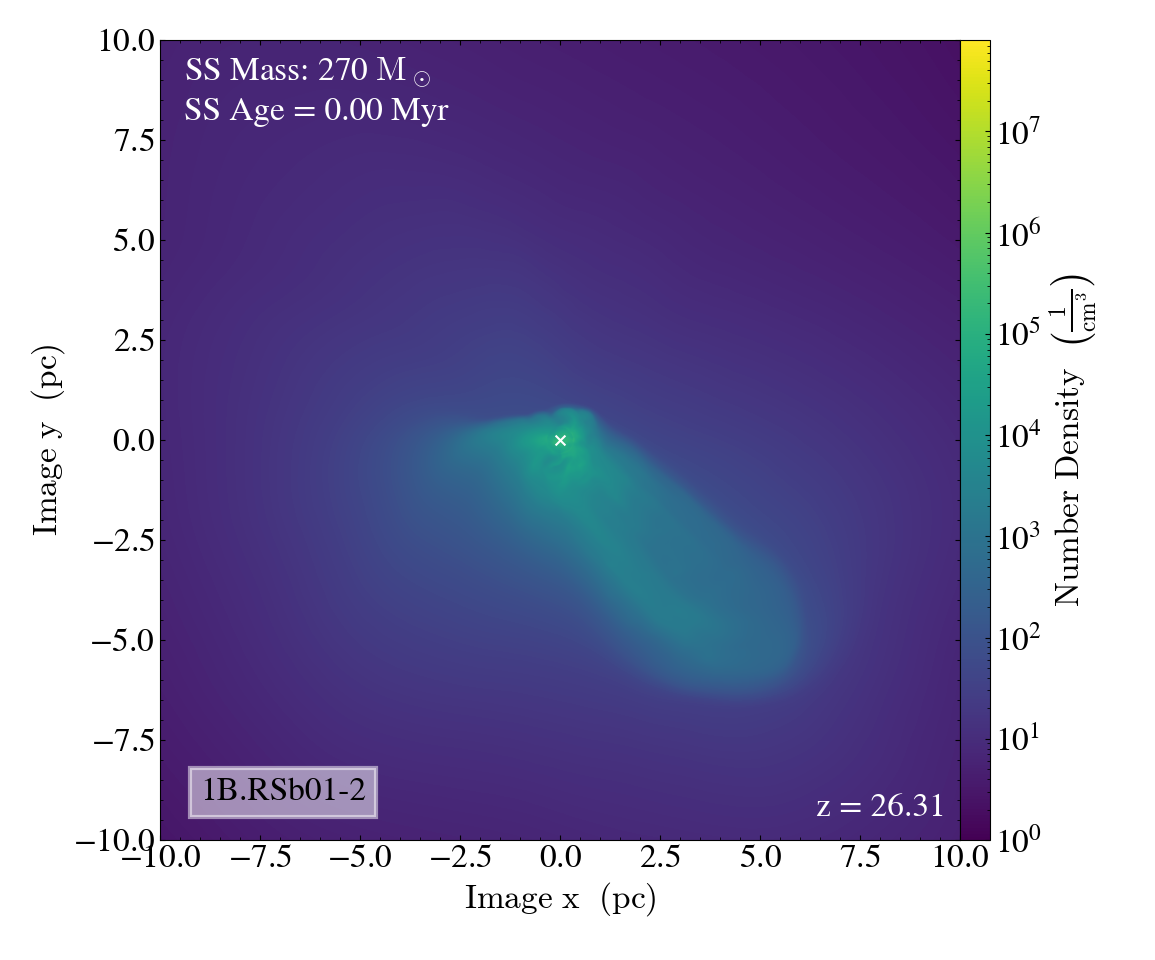 SS Mass: 270 M☉
SS Age = 0.00 Myr
1B.RSb01-2
z = 26.31
10.0
7.5
5.0
2.5
0.0
−2.5
−5.0
−7.5
−10.0
Image y (pc)
−10.0 −7.5 −5.0 −2.5 0.0 2.5 5.0 7.5 10.0
Image x (pc)
10⁷
10⁶
10⁵
10⁴
10³
10²
10¹
10⁰
Number Density (1/cm³)